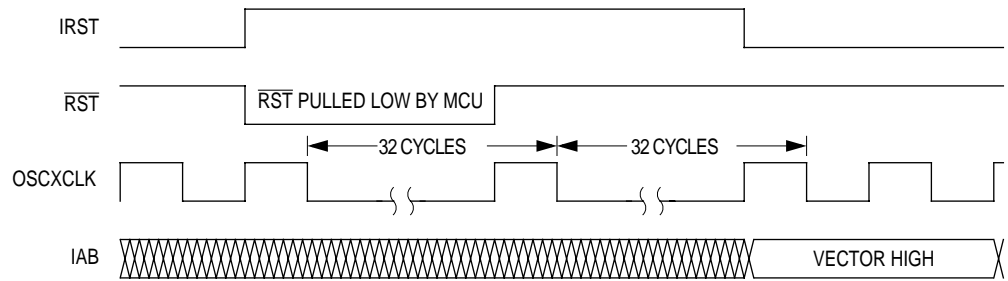 IRST
RST
RST PULLED LOW BY MCU
32 CYCLES
32 CYCLES
OSCXCLK
IAB
VECTOR HIGH